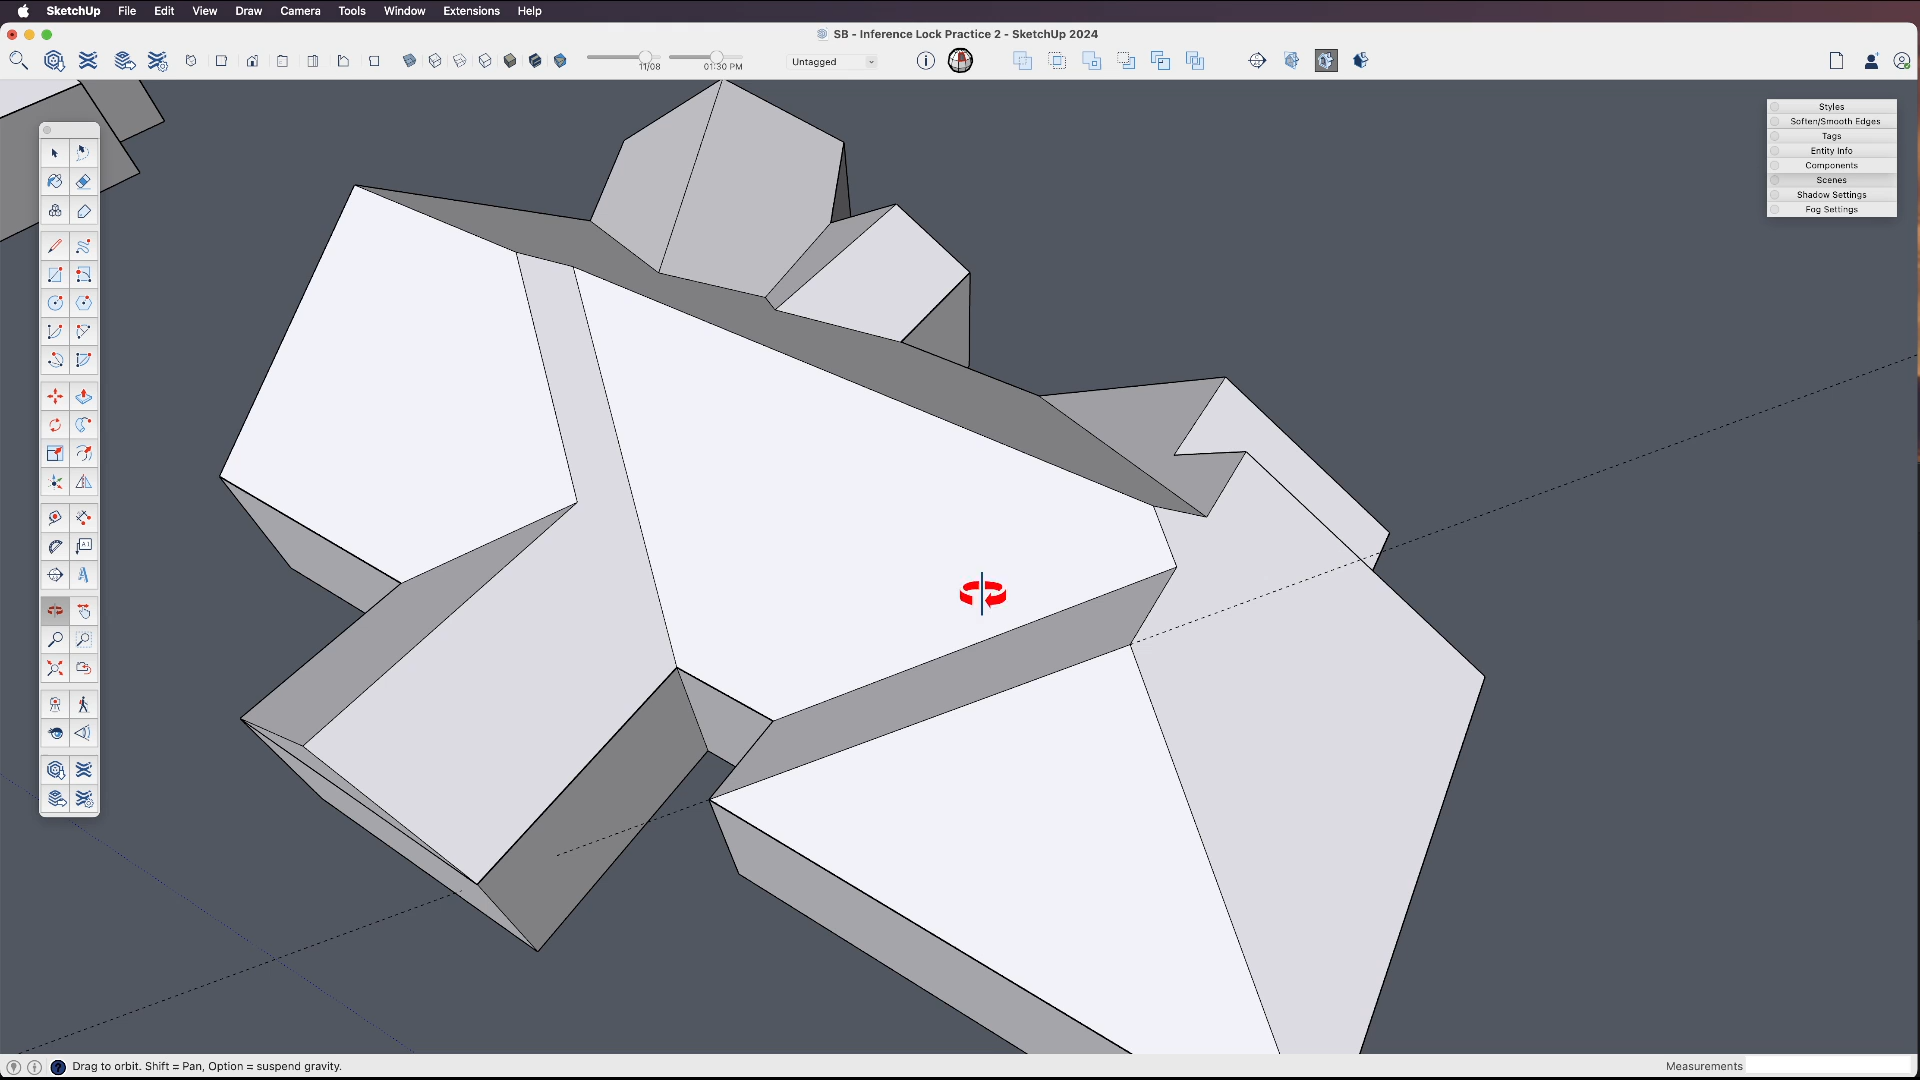 SketchUp File Edit View Draw Camera Tools Window Extensions Help
SB - Inference Lock Practice 2 - SketchUp 2024
11/08 01:30 PM Untagged
Styles
Soften/Smooth Edges
Tags
Entity Info
Components
Scenes
Shadow Settings
Fog Settings
Drag to orbit. Shift = Pan, Option = suspend gravity. Measurements